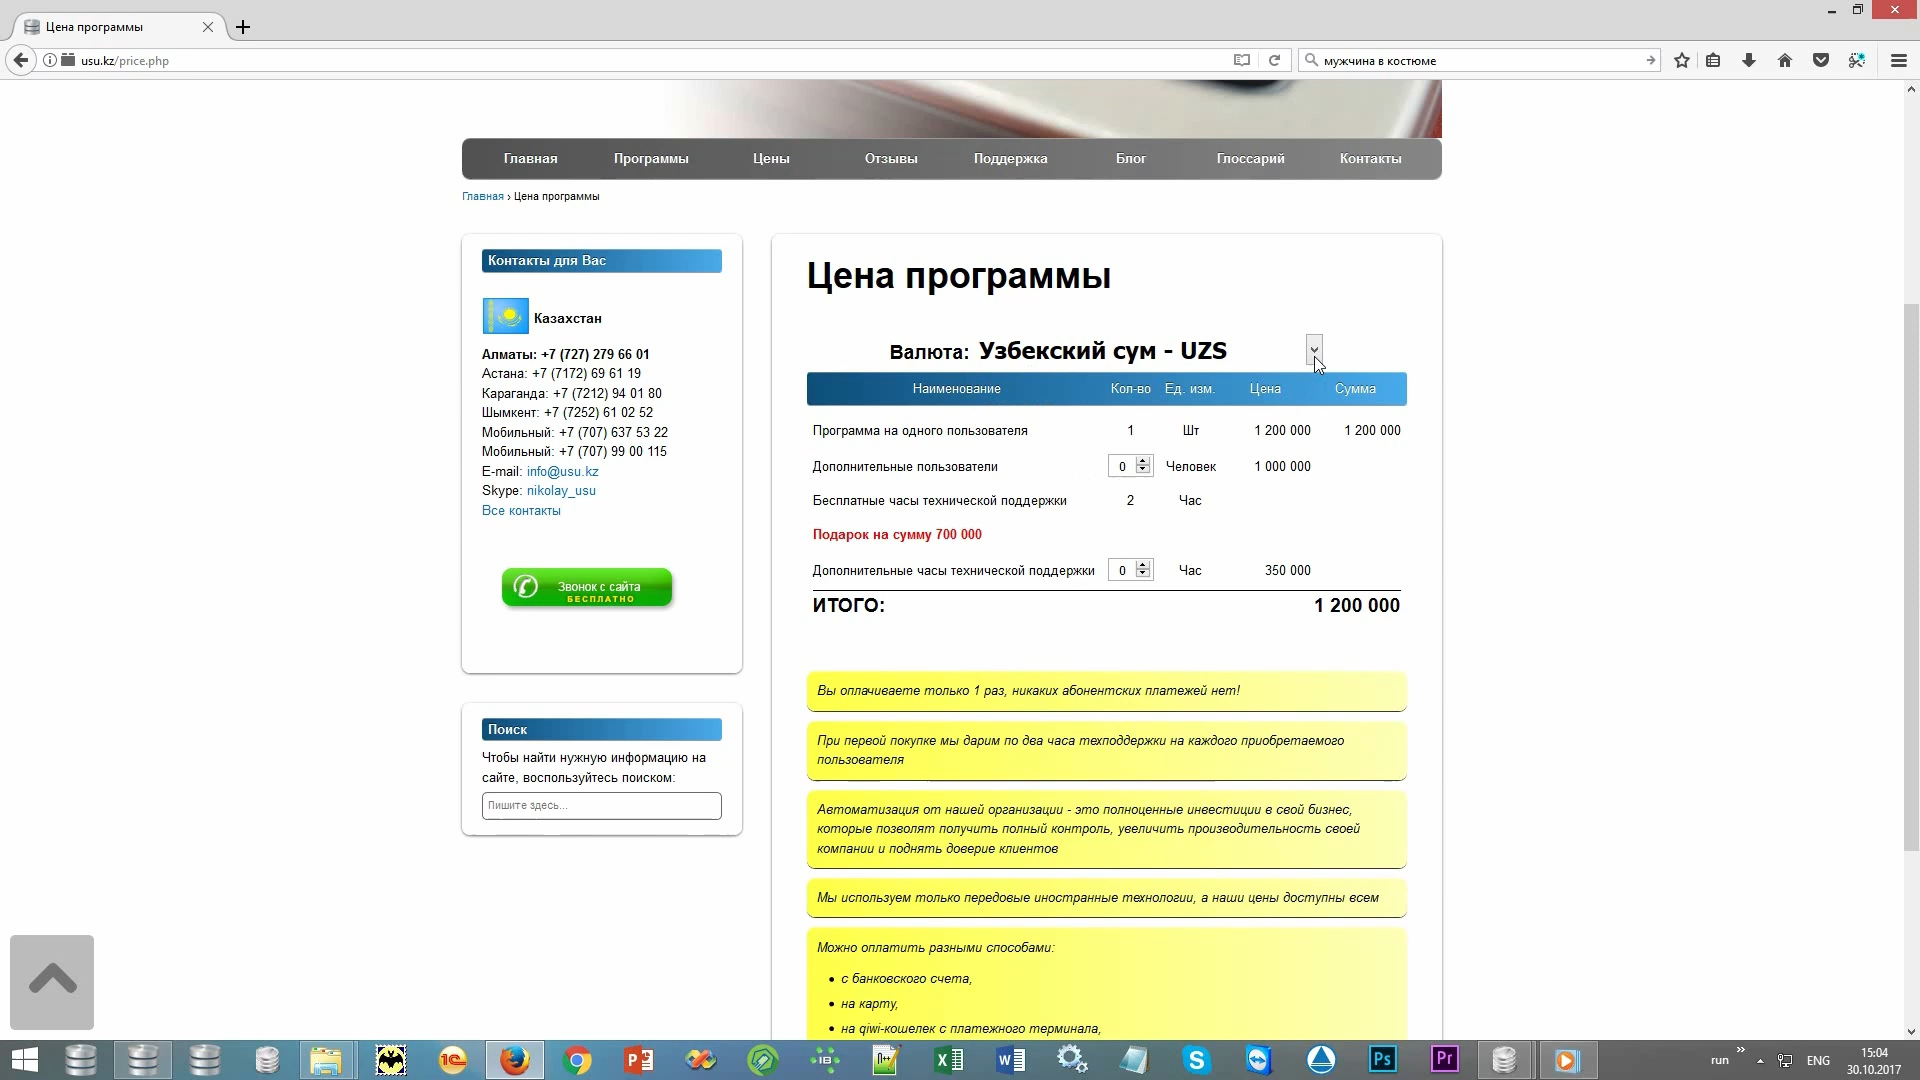 Цена программы
usu.kz/price.php
мужчина в костюме
Главная Программы Цены Отзывы Поддержка Блог Глоссарий Контакты
Главная › Цена программы
Контакты для Вас
Казахстан
Алматы: +7 (727) 279 66 01
Астана: +7 (7172) 69 61 19
Караганда: +7 (7212) 94 01 80
Шымкент: +7 (7252) 61 02 52
Мобильный: +7 (707) 637 53 22
Мобильный: +7 (707) 99 00 115
E-mail: info@usu.kz
Skype: nikolay_usu
Все контакты
Звонок с сайта
БЕСПЛАТНО
Поиск
Чтобы найти нужную информацию на
сайте, воспользуйтесь поиском:
Пишите здесь...
Цена программы
Валюта: Узбекский сум - UZS
Наименование Кол-во Ед. изм. Цена Сумма
Программа на одного пользователя 1 Шт 1 200 000 1 200 000
Дополнительные пользователи 0 Человек 1 000 000
Бесплатные часы технической поддержки 2 Час
Подарок на сумму 700 000
Дополнительные часы технической поддержки 0 Час 350 000
ИТОГО: 1 200 000
Вы оплачиваете только 1 раз, никаких абонентских платежей нет!
При первой покупке мы дарим по два часа техподдержки на каждого приобретаемого
пользователя
Автоматизация от нашей организации - это полноценные инвестиции в свой бизнес,
которые позволят получить полный контроль, увеличить производительность своей
компании и поднять доверие клиентов
Мы используем только передовые иностранные технологии, а наши цены доступны всем
Можно оплатить разными способами:
• с банковского счета,
• на карту,
• на qiwi-кошелек с платежного терминала,
run » ENG 15:04
30.10.2017